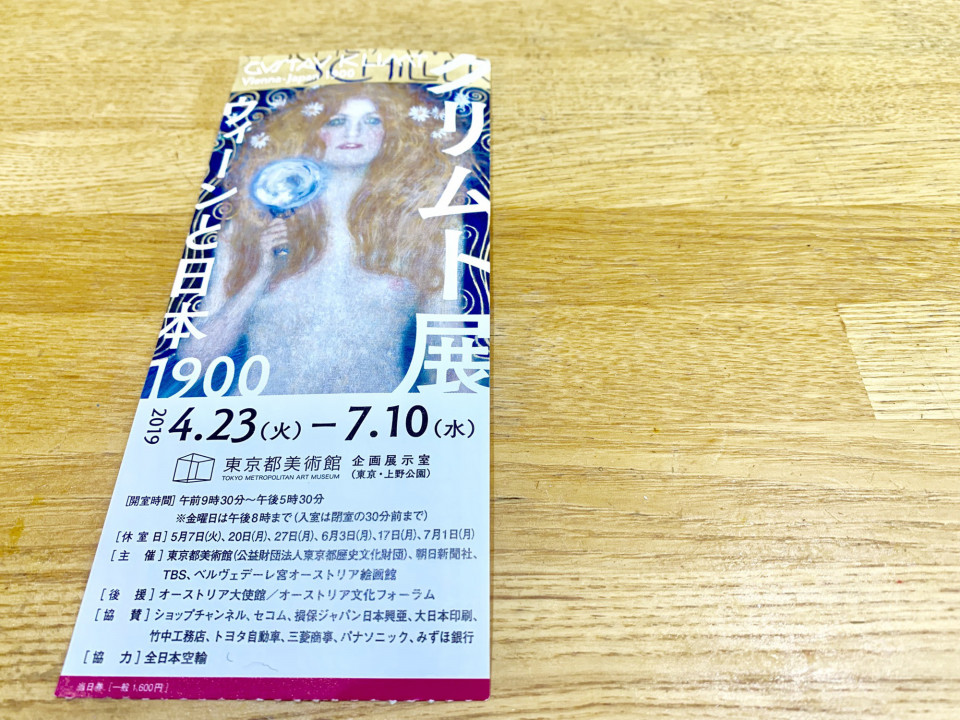 GUSTAV KLIMT
Vienna - Japan 1900
SCHILLE
クリムト展
ウィーンと日本
1900
2019
4.23(火)ー7.10(水)
東京都美術館
TOKYO METROPOLITAN ART MUSEUM
企画展示室
(東京・上野公園)
[開室時間] 午前9時30分〜午後5時30分
※金曜日は午後8時まで(入室は閉室の30分前まで)
[休室日] 5月7日(火)、20日(月)、27日(月)、6月3日(月)、17日(月)、7月1日(月)
[主催] 東京都美術館(公益財団法人東京都歴史文化財団)、朝日新聞社、
TBS、ベルヴェデーレ宮オーストリア絵画館
[後援] オーストリア大使館/オーストリア文化フォーラム
[協賛] ショップチャンネル、セコム、損保ジャパン日本興亜、大日本印刷、
竹中工務店、トヨタ自動車、三菱商事、パナソニック、みずほ銀行
[協力] 全日本空輸
当日券 [一般 1,600円]